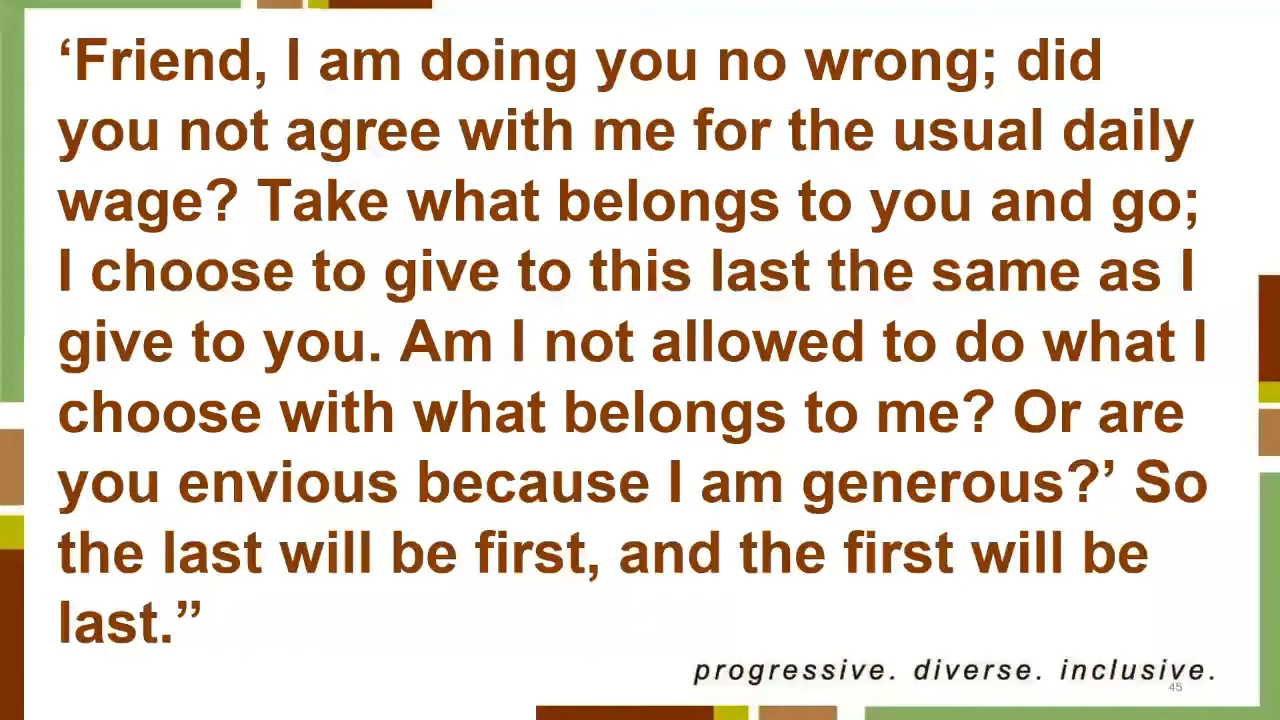 ‘Friend, I am doing you no wrong; did
you not agree with me for the usual daily
wage? Take what belongs to you and go;
I choose to give to this last the same as I
give to you. Am I not allowed to do what I
choose with what belongs to me? Or are
you envious because I am generous?’ So
the last will be first, and the first will be
last.”
progressive. diverse. inclusive.
45